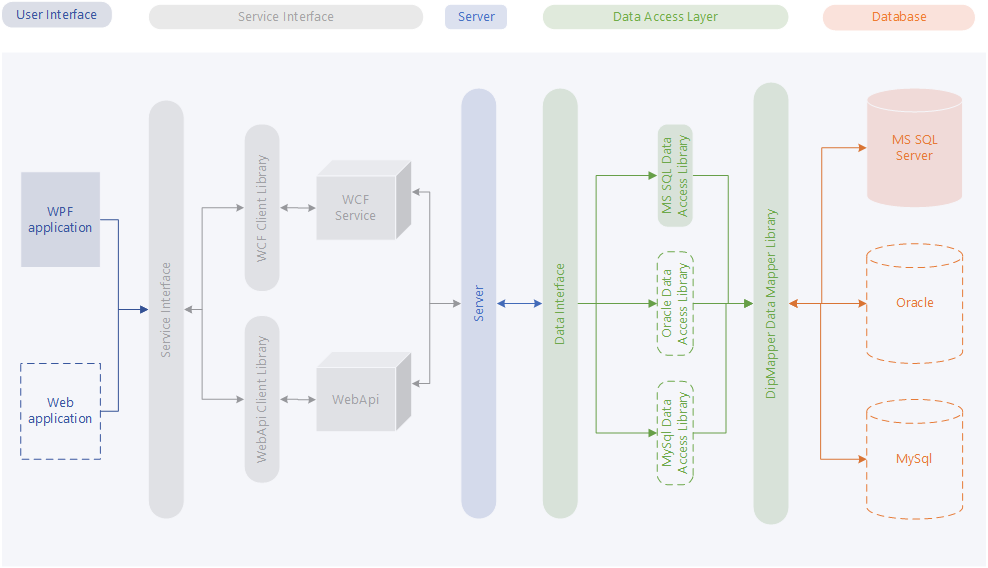 User Interface
Service Interface
Server
Data Access Layer
Database
WPF
application
Web
application
Service Interface
WCF Client Library
WebApi Client Library
WCF
Service
WebApi
Server
Data Interface
MS SQL Data
Access Library
Oracle Data
Access Library
MySql Data
Access Library
DipMapper Data Mapper Library
MS SQL
Server
Oracle
MySql